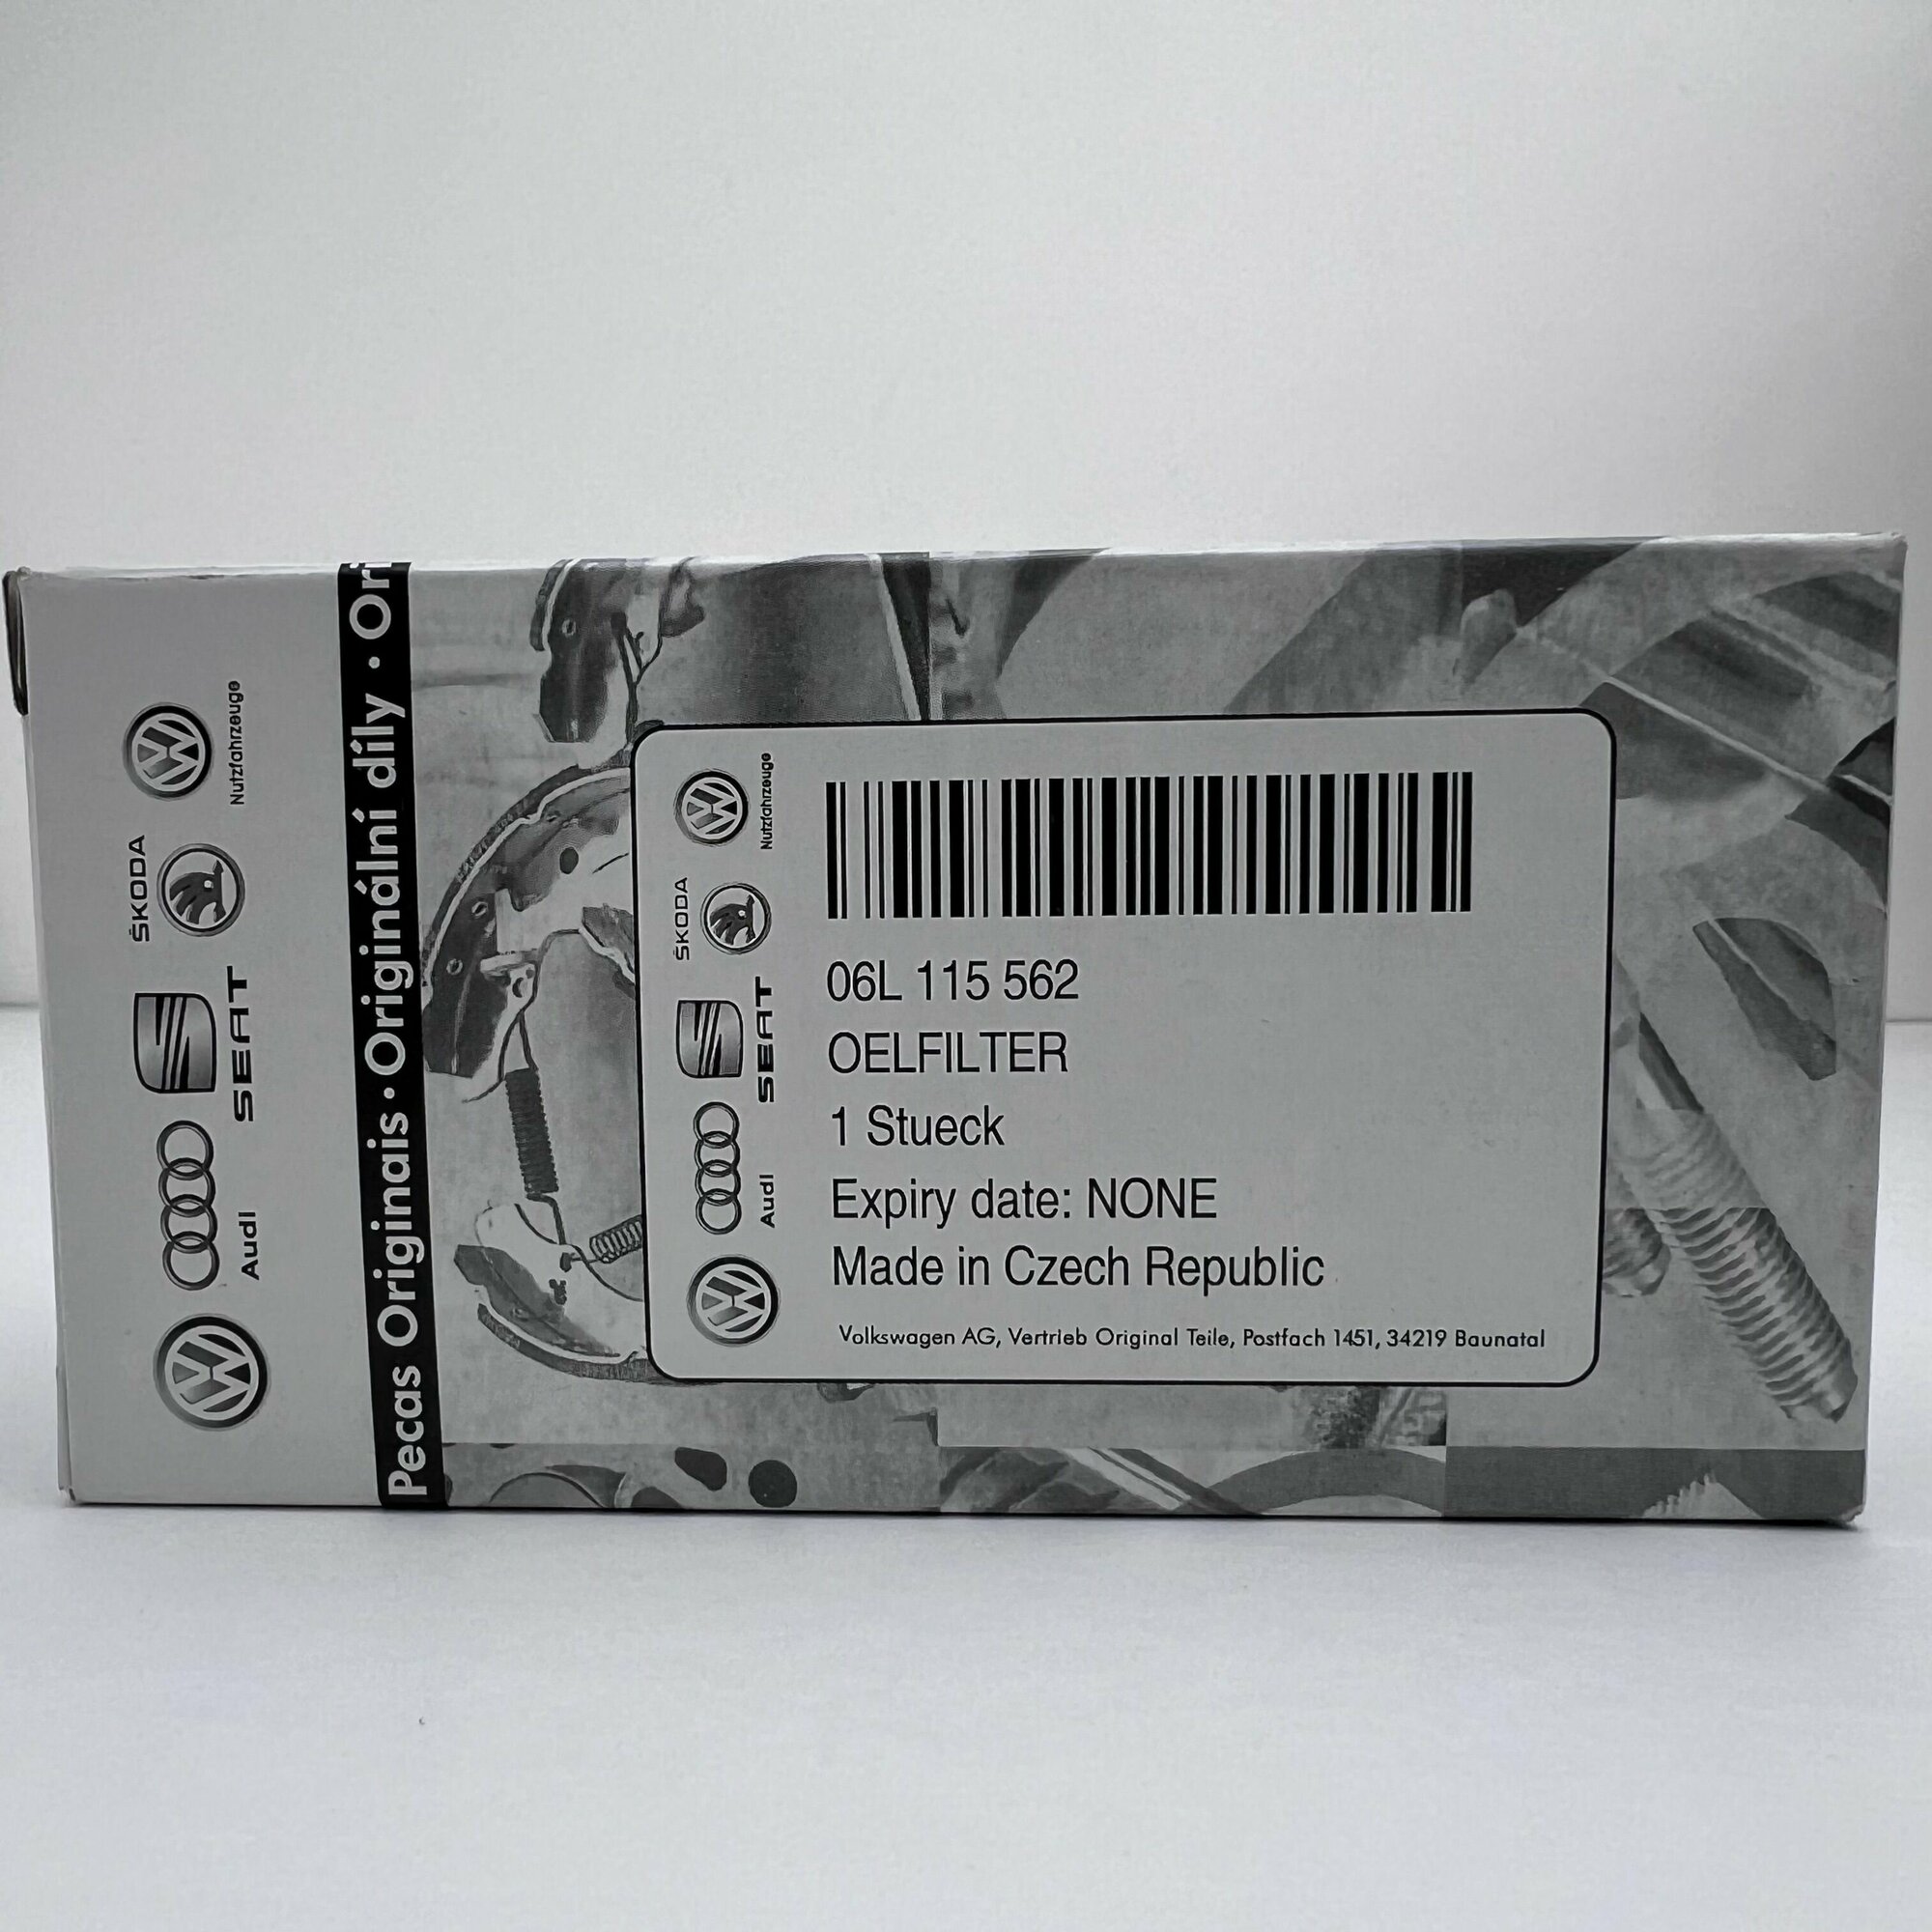 Nutzfahrzeuge
ŠKODA
SEAT
Audi
Pecas Originais · Originální díly · Ori
Nutzfahrzeuge
ŠKODA
SEAT
Audi
06L 115 562
OELFILTER
1 Stueck
Expiry date: NONE
Made in Czech Republic
Volkswagen AG, Vertrieb Original Teile, Postfach 1451, 34219 Baunatal